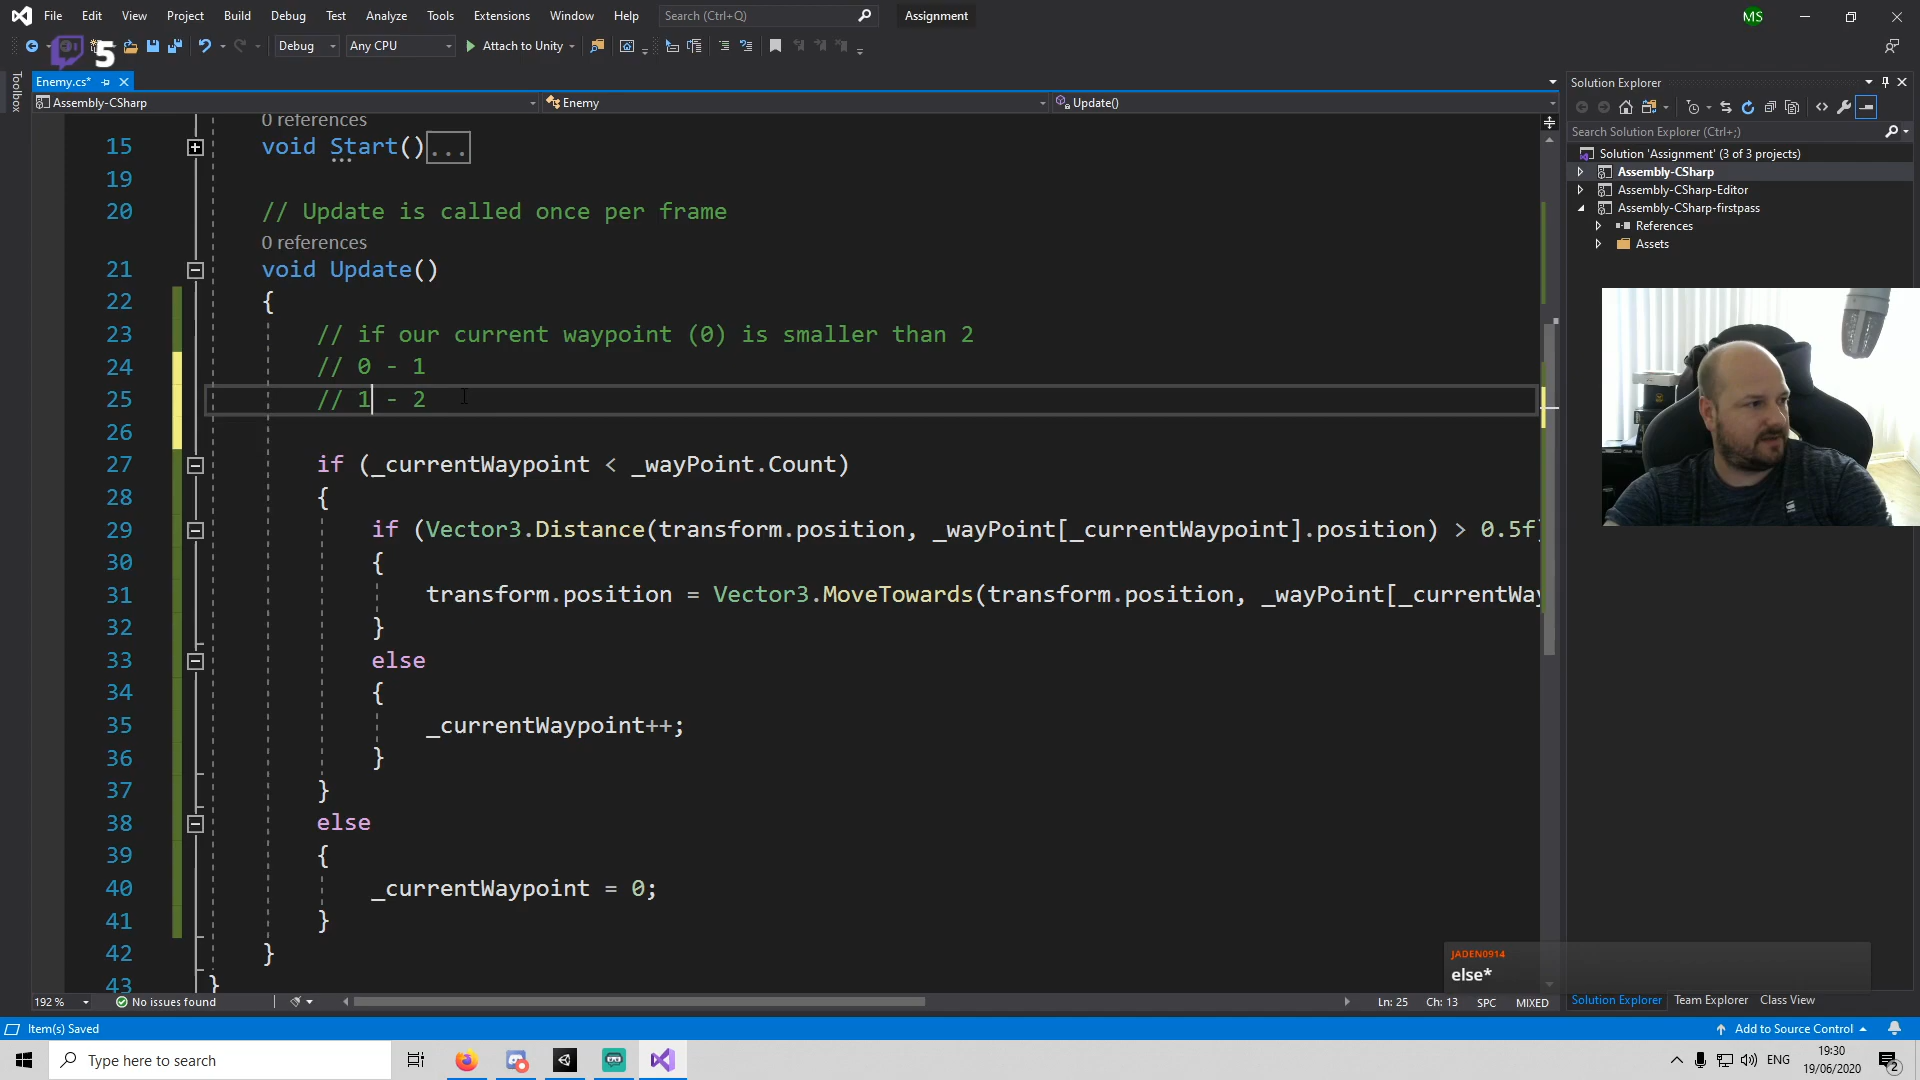 File Edit View Project Build Debug Test Analyze Tools Extensions Window Help Search (Ctrl+Q) Assignment MS
5 Debug Any CPU Attach to Unity
Toolbox
Enemy.cs*
Assembly-CSharp Enemy Update()
0 references
15 void Start()...
19
20 // Update is called once per frame
0 references
21 void Update()
22 {
23 // if our current waypoint (0) is smaller than 2
24 // 0 - 1
25 // 1 - 2
26
27 if (_currentWaypoint < _wayPoint.Count)
28 {
29 if (Vector3.Distance(transform.position, _wayPoint[_currentWaypoint].position) > 0.5f)
30 {
31 transform.position = Vector3.MoveTowards(transform.position, _wayPoint[_currentWay
32 }
33 else
34 {
35 _currentWaypoint++;
36 }
37 }
38 else
39 {
40 _currentWaypoint = 0;
41 }
42 }
43 }
192 % No issues found Ln: 25 Ch: 13 SPC MIXED
Solution Explorer
Search Solution Explorer (Ctrl+;)
Solution 'Assignment' (3 of 3 projects)
Assembly-CSharp
Assembly-CSharp-Editor
Assembly-CSharp-firstpass
References
Assets
JADEN0914
else*
Solution Explorer Team Explorer Class View
Item(s) Saved Add to Source Control
Type here to search ENG 19:30
19/06/2020 2